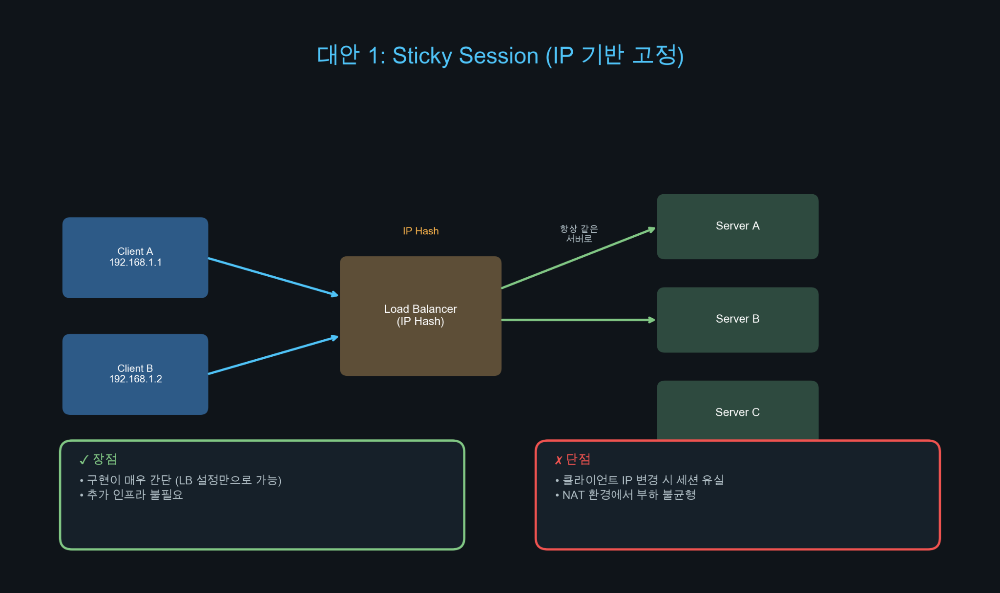 대안 1: Sticky Session (IP 기반 고정)
Client A
192.168.1.1
Client B
192.168.1.2
IP Hash
Load Balancer
(IP Hash)
항상 같은
서버로
Server A
Server B
Server C
✓ 장점
• 구현이 매우 간단 (LB 설정만으로 가능)
• 추가 인프라 불필요
✗ 단점
• 클라이언트 IP 변경 시 세션 유실
• NAT 환경에서 부하 불균형